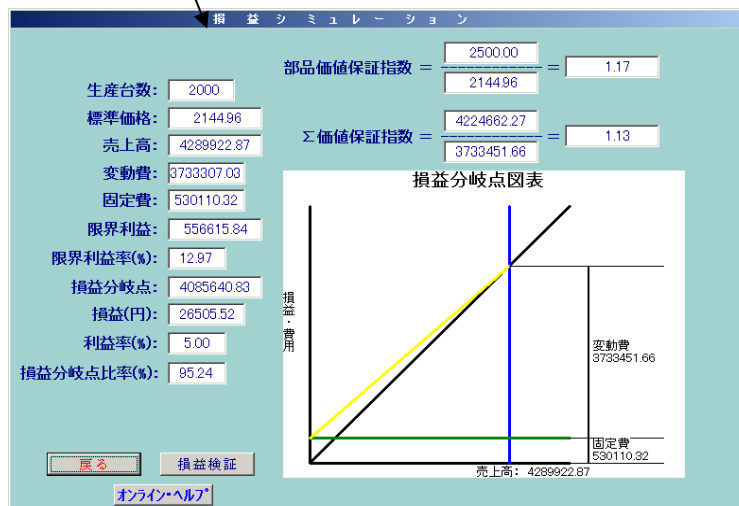 損益シミュレーション
部品価値保証指数 = 2500.00 / 2144.96 = 1.17
生産台数: 2000
標準価格: 2144.96
Σ価値保証指数 = 4224662.27 / 3733451.66 = 1.13
売上高: 4289922.87
変動費: 3733307.03
固定費: 530110.32
限界利益: 556615.84
限界利益率(%): 12.97
損益分岐点: 4085640.83
損益(円): 26505.52
利益率(%): 5.00
損益分岐点比率(%): 95.24
損益分岐点図表
損益・費用
変動費
3733451.66
固定費
530110.32
売上高: 4289922.87
戻る
損益検証
オンライン・ヘルプ